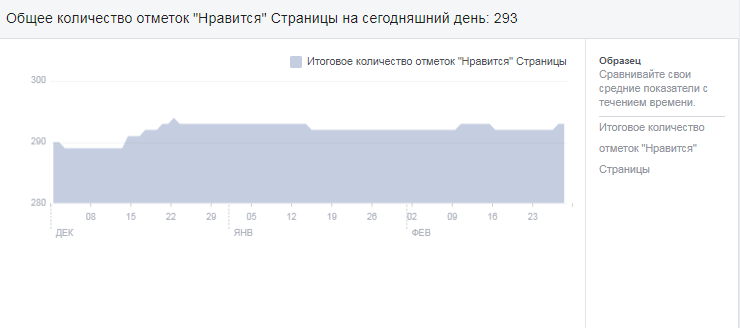 Общее количество отметок "Нравится" Страницы на сегодняшний день: 293
Итоговое количество отметок "Нравится" Страницы
300
290
280
08 15 22 29 05 12 19 26 02 09 16 23
ДЕК ЯНВ ФЕВ
Образец
Сравнивайте свои
средние показатели с
течением времени.
Итоговое количество
отметок "Нравится"
Страницы